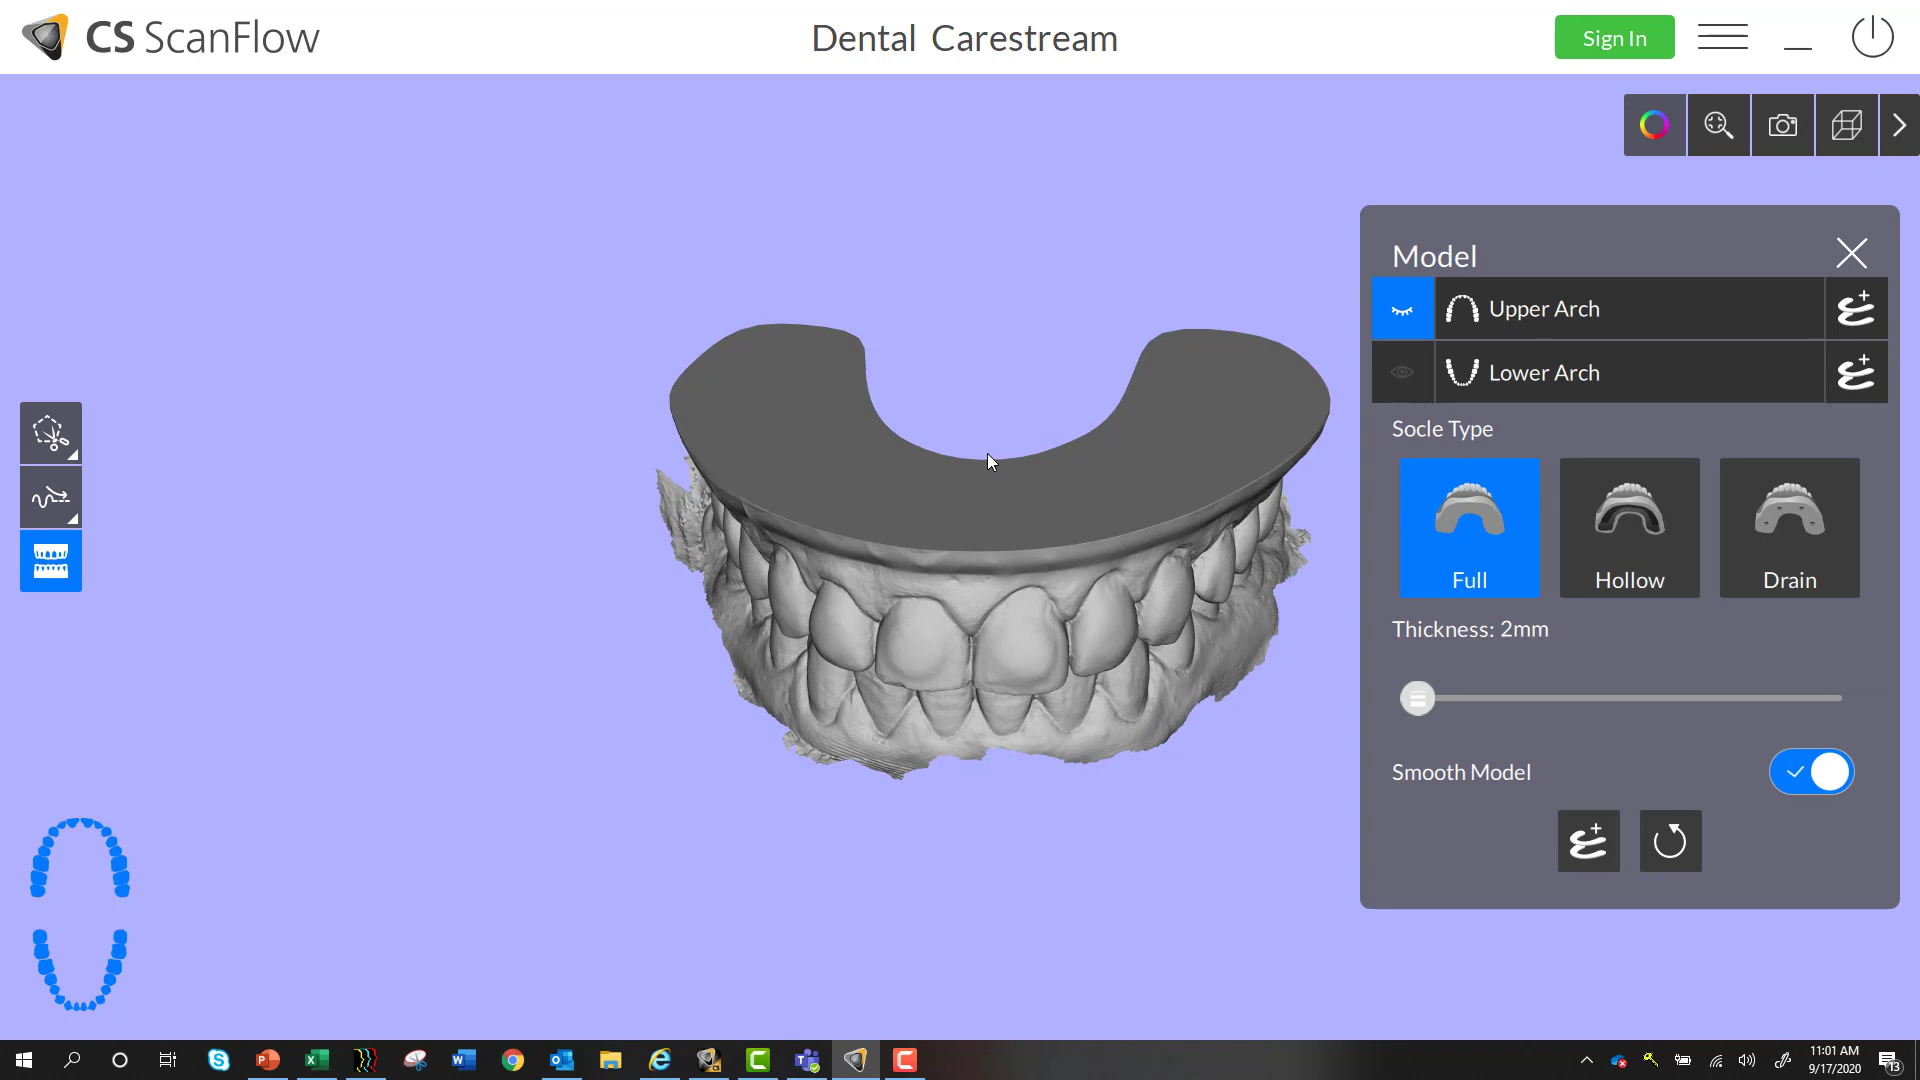 CS ScanFlow
Dental Carestream
Sign In
Model
Upper Arch
Lower Arch
Socle Type
Full
Hollow
Drain
Thickness: 2mm
Smooth Model
11:01 AM
9/17/2020
13